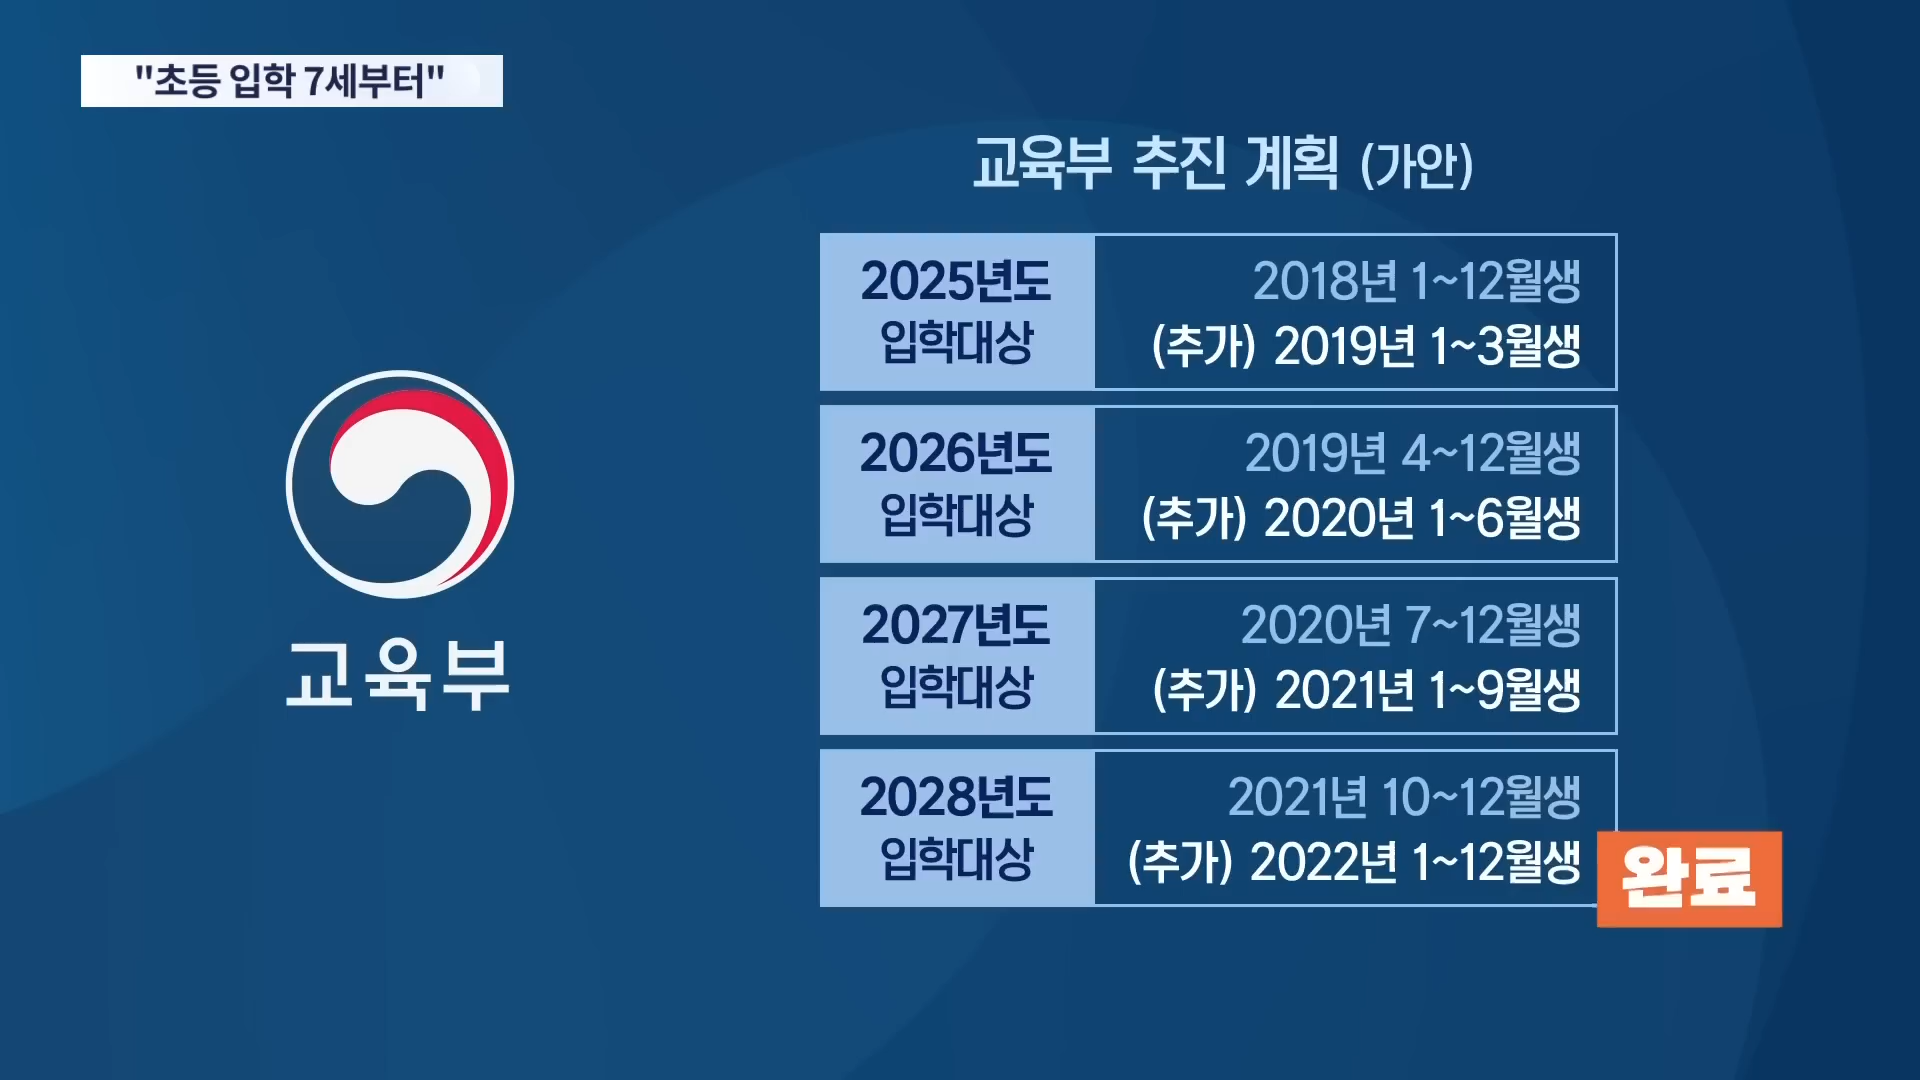 "초등 입학 7세부터"
교육부 추진 계획 (가안)
2025년도
입학대상
2018년 1~12월생
(추가) 2019년 1~3월생
2026년도
입학대상
2019년 4~12월생
(추가) 2020년 1~6월생
2027년도
입학대상
2020년 7~12월생
(추가) 2021년 1~9월생
2028년도
입학대상
2021년 10~12월생
(추가) 2022년 1~12월생
완료
교육부